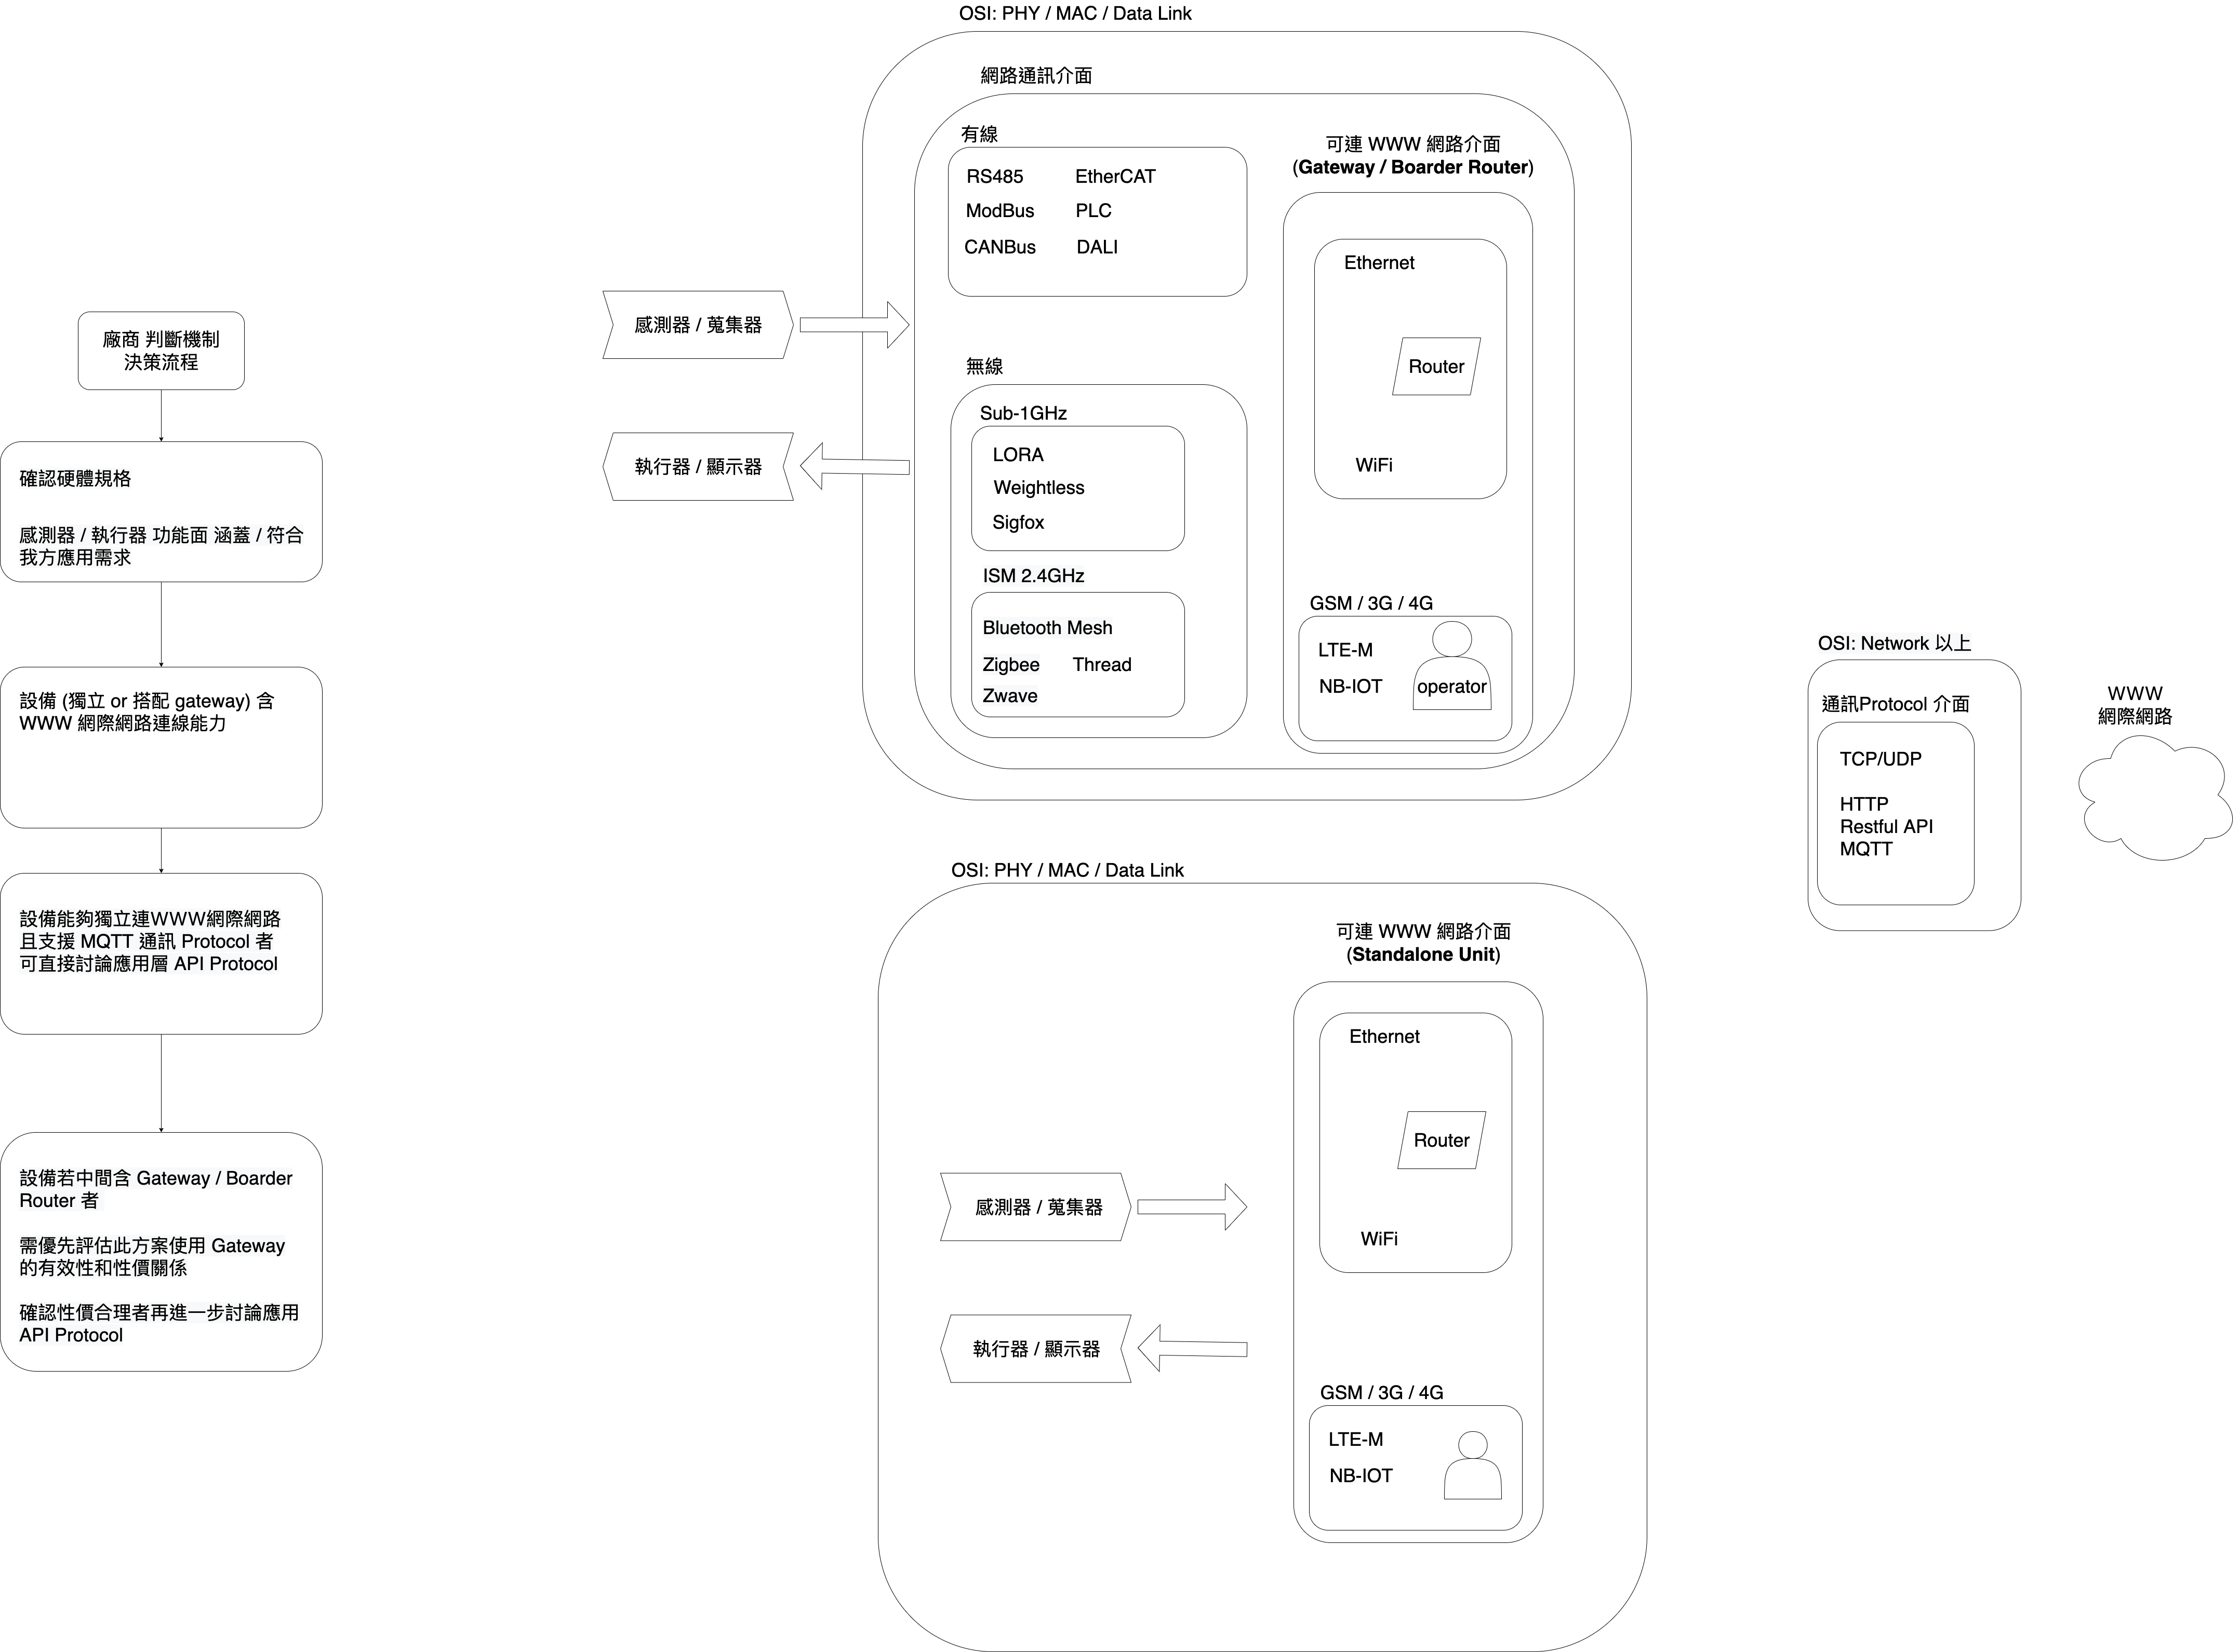 廠商 判斷機制
決策流程
確認硬體規格
感測器 / 執行器 功能面 涵蓋 / 符合
我方應用需求
設備 (獨立 or 搭配 gateway) 含
WWW 網際網路連線能力
設備能夠獨立連WWW網際網路
且支援 MQTT 通訊 Protocol 者
可直接討論應用層 API Protocol
設備若中間含 Gateway / Boarder
Router 者
需優先評估此方案使用 Gateway
的有效性和性價關係
確認性價合理者再進一步討論應用
API Protocol
OSI: PHY / MAC / Data Link
網路通訊介面
感測器 / 蒐集器
執行器 / 顯示器
有線
RS485
EtherCAT
ModBus
PLC
CANBus
DALI
無線
Sub-1GHz
LORA
Weightless
Sigfox
ISM 2.4GHz
Bluetooth Mesh
Zigbee
Thread
Zwave
可連 WWW 網路介面
(Gateway / Boarder Router)
Ethernet
Router
WiFi
GSM / 3G / 4G
LTE-M
NB-IOT
operator
OSI: PHY / MAC / Data Link
感測器 / 蒐集器
執行器 / 顯示器
可連 WWW 網路介面
(Standalone Unit)
Ethernet
Router
WiFi
GSM / 3G / 4G
LTE-M
NB-IOT
OSI: Network 以上
通訊Protocol 介面
TCP/UDP
HTTP
Restful API
MQTT
WWW
網際網路